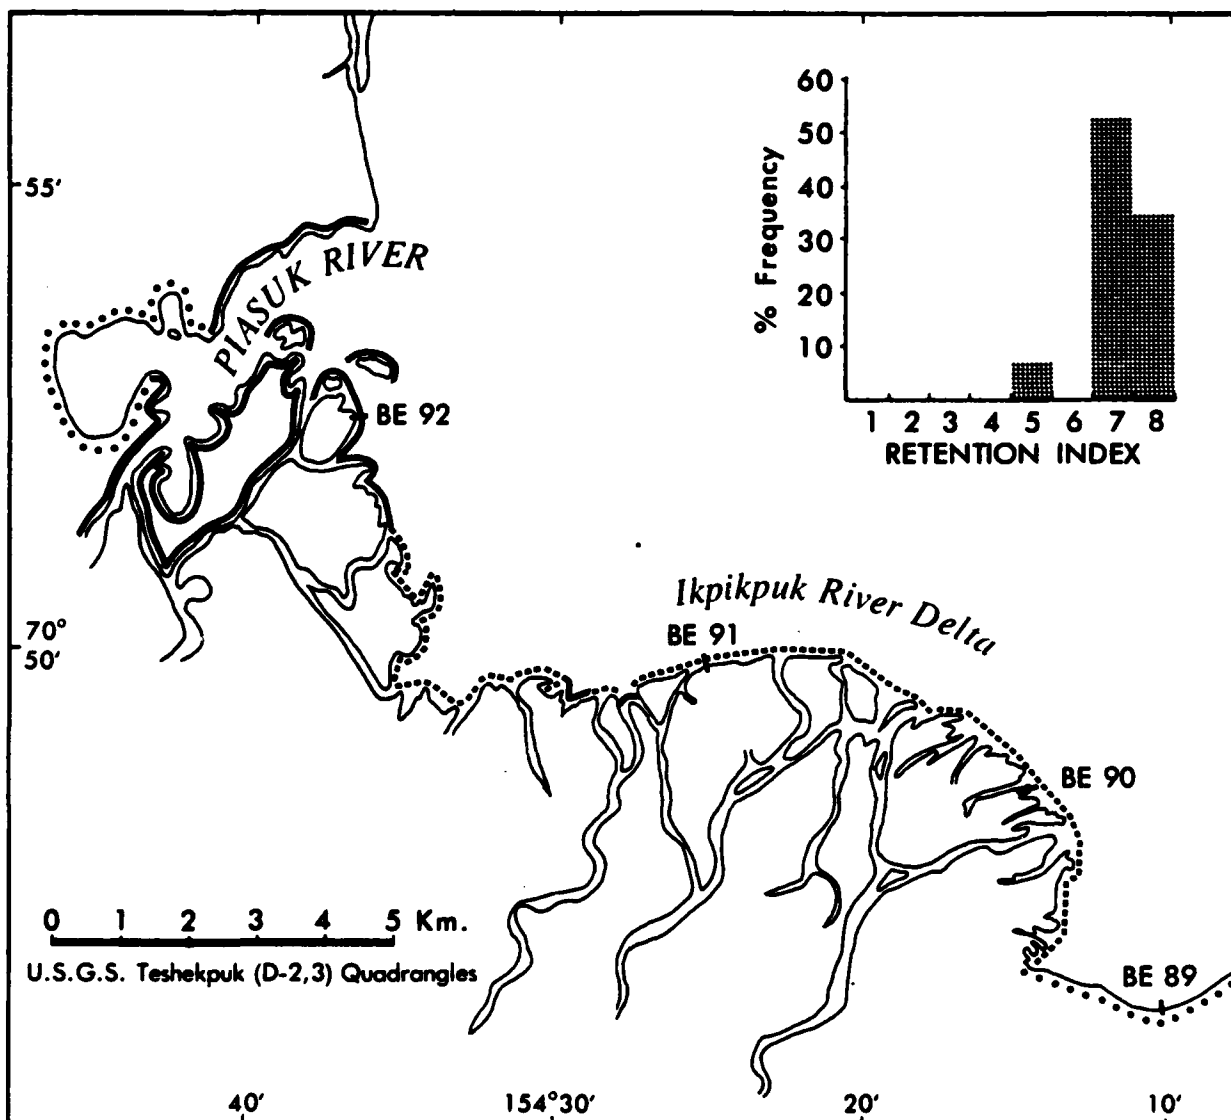 60
50
40
30
20
10
% Frequency
1 2 3 4 5 6 7 8
RETENTION INDEX
55'
PIASUK RIVER
BE 92
Ikpikpuk River Delta
BE 91
70°
50'
BE 90
0 1 2 3 4 5 Km.
U.S.G.S. Teshekpuk (D-2,3) Quadrangles
BE 89
40' 154°30' 20' 10'